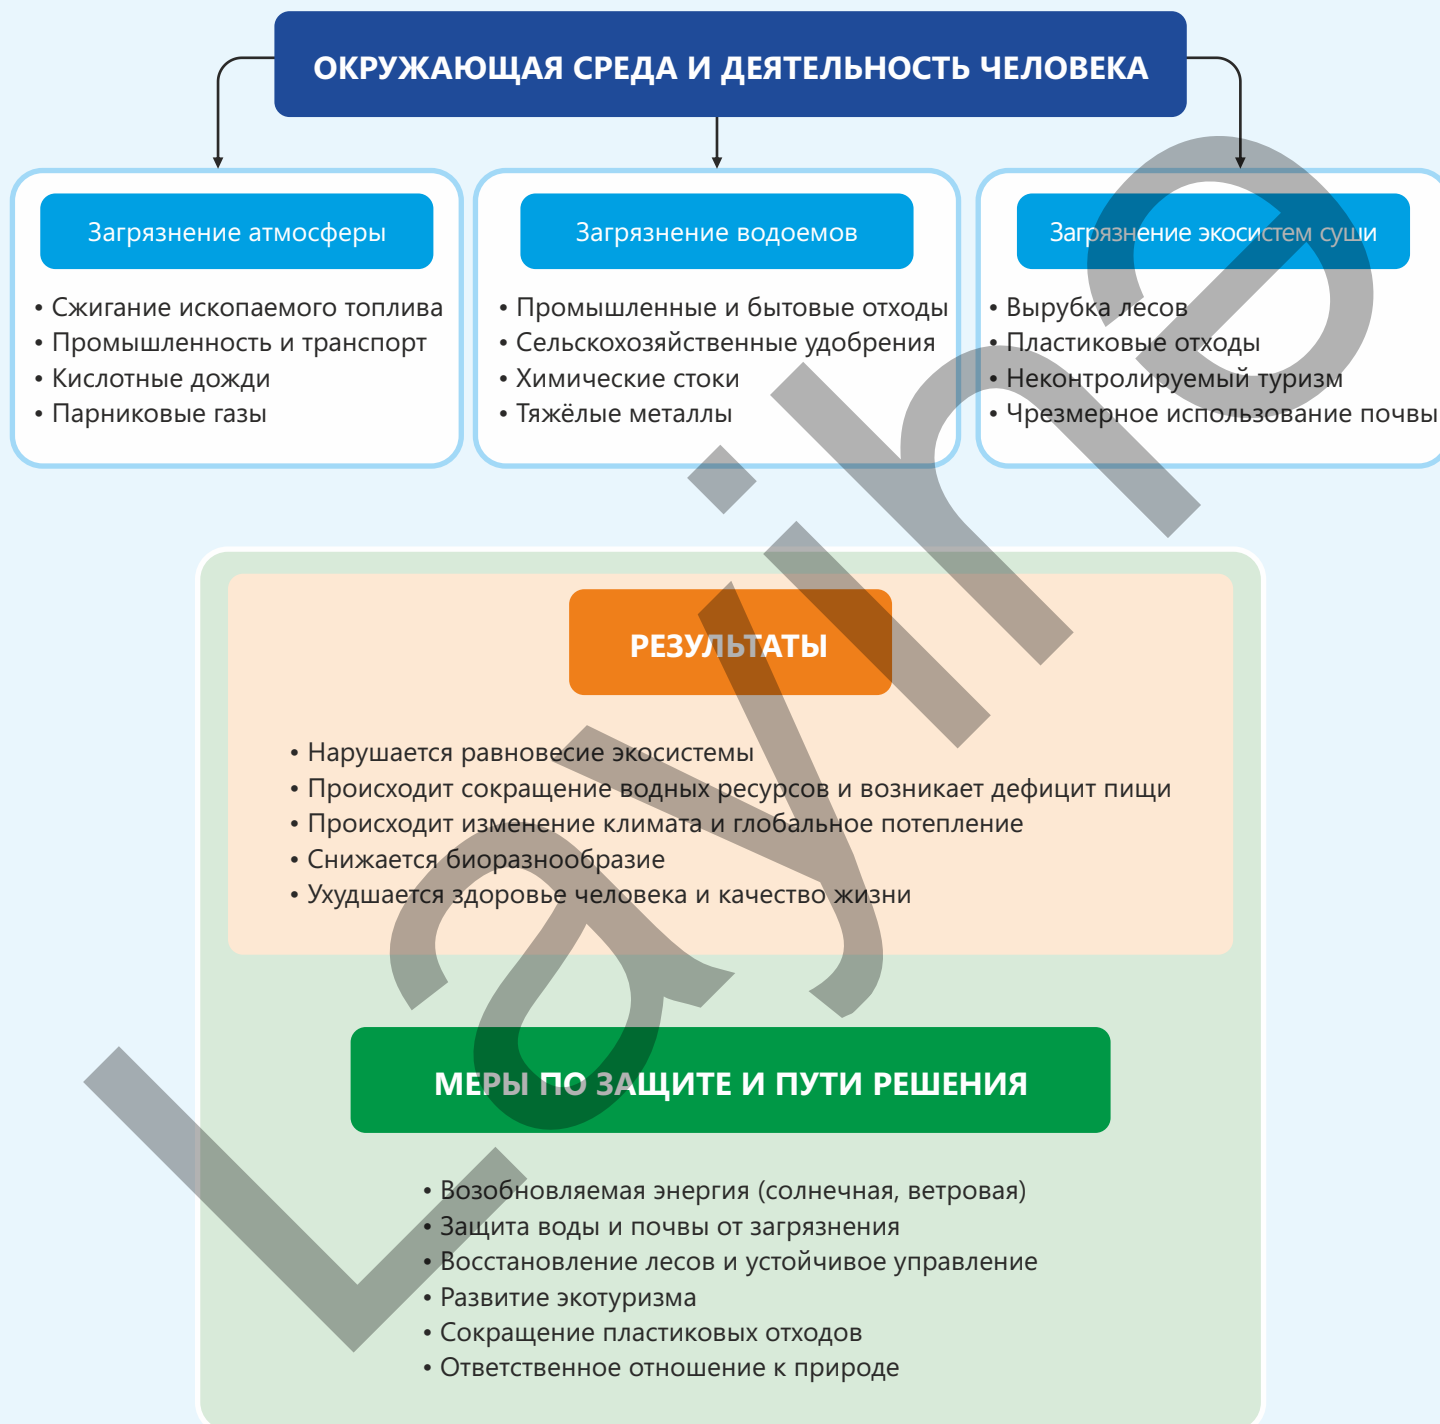 ОКРУЖАЮЩАЯ СРЕДА И ДЕЯТЕЛЬНОСТЬ ЧЕЛОВЕКА
Загрязнение атмосферы
• Сжигание ископаемого топлива
• Промышленность и транспорт
• Кислотные дожди
• Парниковые газы
Загрязнение водоемов
• Промышленные и бытовые отходы
• Сельскохозяйственные удобрения
• Химические стоки
• Тяжёлые металлы
Загрязнение экосистем суши
• Вырубка лесов
• Пластиковые отходы
• Неконтролируемый туризм
• Чрезмерное использование почвы
РЕЗУЛЬТАТЫ
• Нарушается равновесие экосистемы
• Происходит сокращение водных ресурсов и возникает дефицит пищи
• Происходит изменение климата и глобальное потепление
• Снижается биоразнообразие
• Ухудшается здоровье человека и качество жизни
МЕРЫ ПО ЗАЩИТЕ И ПУТИ РЕШЕНИЯ
• Возобновляемая энергия (солнечная, ветровая)
• Защита воды и почвы от загрязнения
• Восстановление лесов и устойчивое управление
• Развитие экотуризма
• Сокращение пластиковых отходов
• Ответственное отношение к природе
Layihe